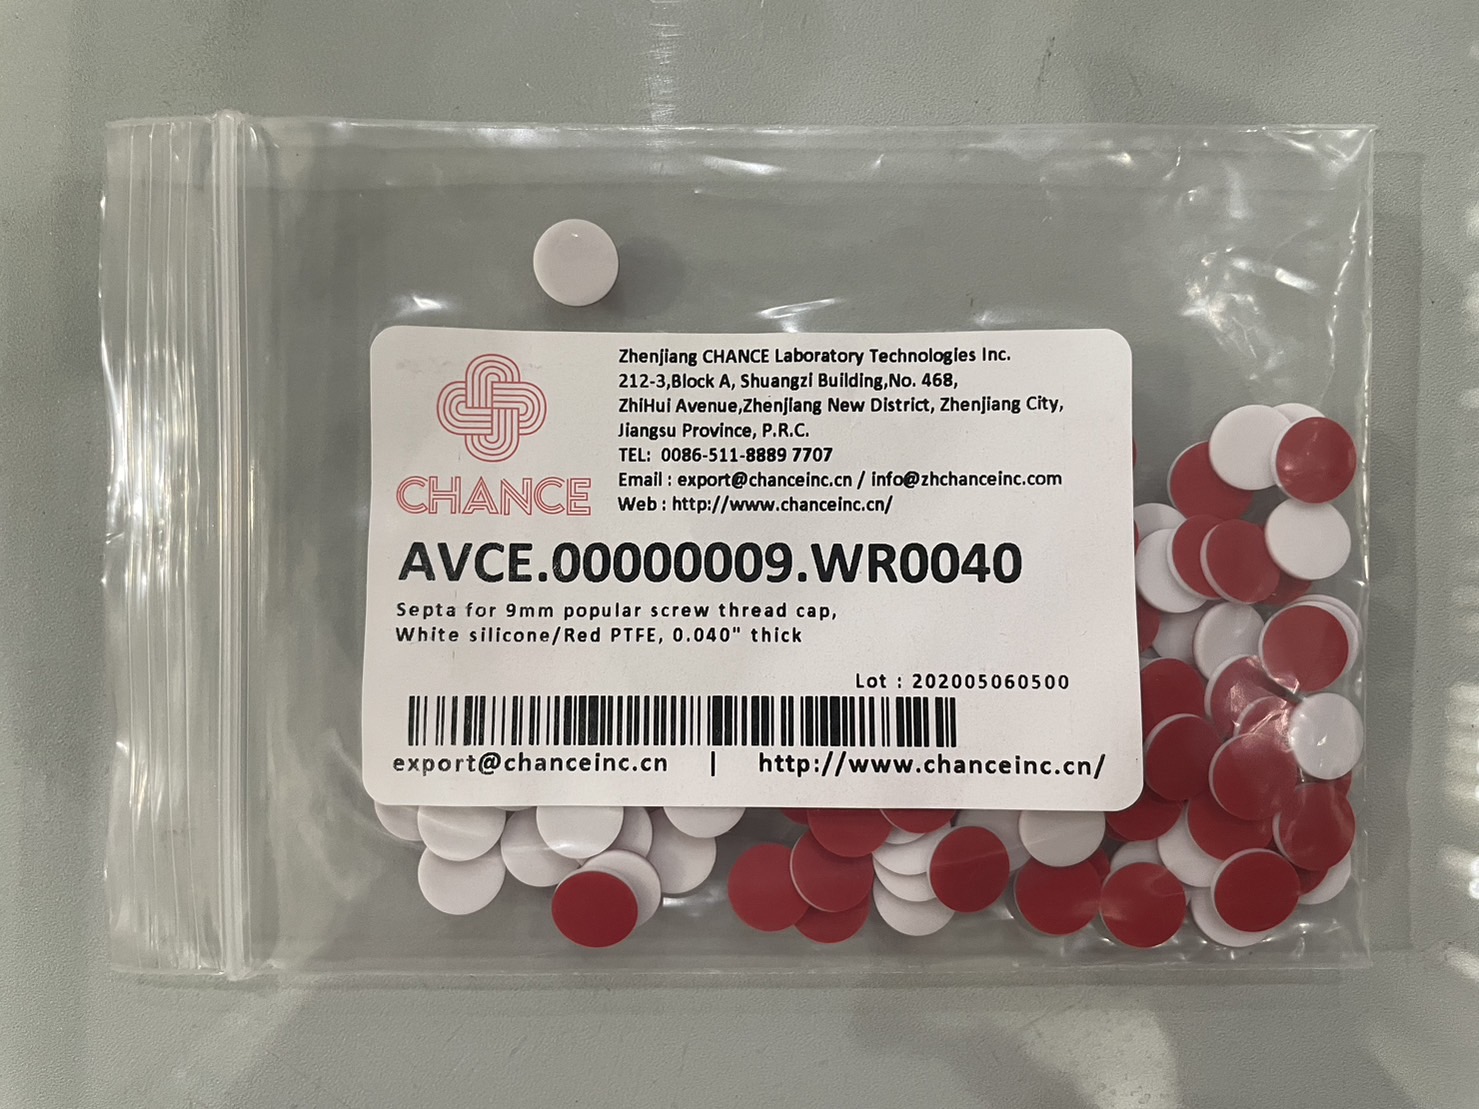 CHANCE
Zhenjiang CHANCE Laboratory Technologies Inc.
212-3,Block A, Shuangzi Building,No. 468,
ZhiHui Avenue,Zhenjiang New District, Zhenjiang City,
Jiangsu Province, P.R.C.
TEL: 0086-511-8889 7707
Email : export@chanceinc.cn / info@zhchanceinc.com
Web : http://www.chanceinc.cn/
AVCE.00000009.WR0040
Septa for 9mm popular screw thread cap,
White silicone/Red PTFE, 0.040" thick
Lot : 202005060500
export@chanceinc.cn | http://www.chanceinc.cn/